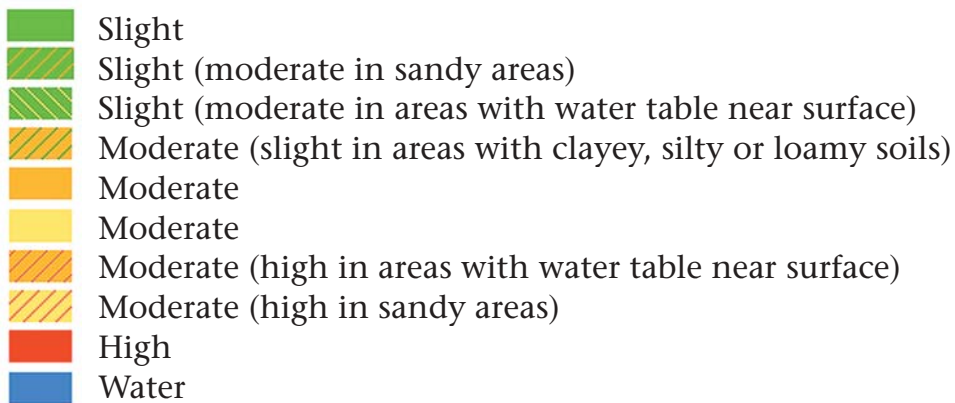 Slight
Slight (moderate in sandy areas)
Slight (moderate in areas with water table near surface)
Moderate (slight in areas with clayey, silty or loamy soils)
Moderate
Moderate
Moderate (high in areas with water table near surface)
Moderate (high in sandy areas)
High
Water